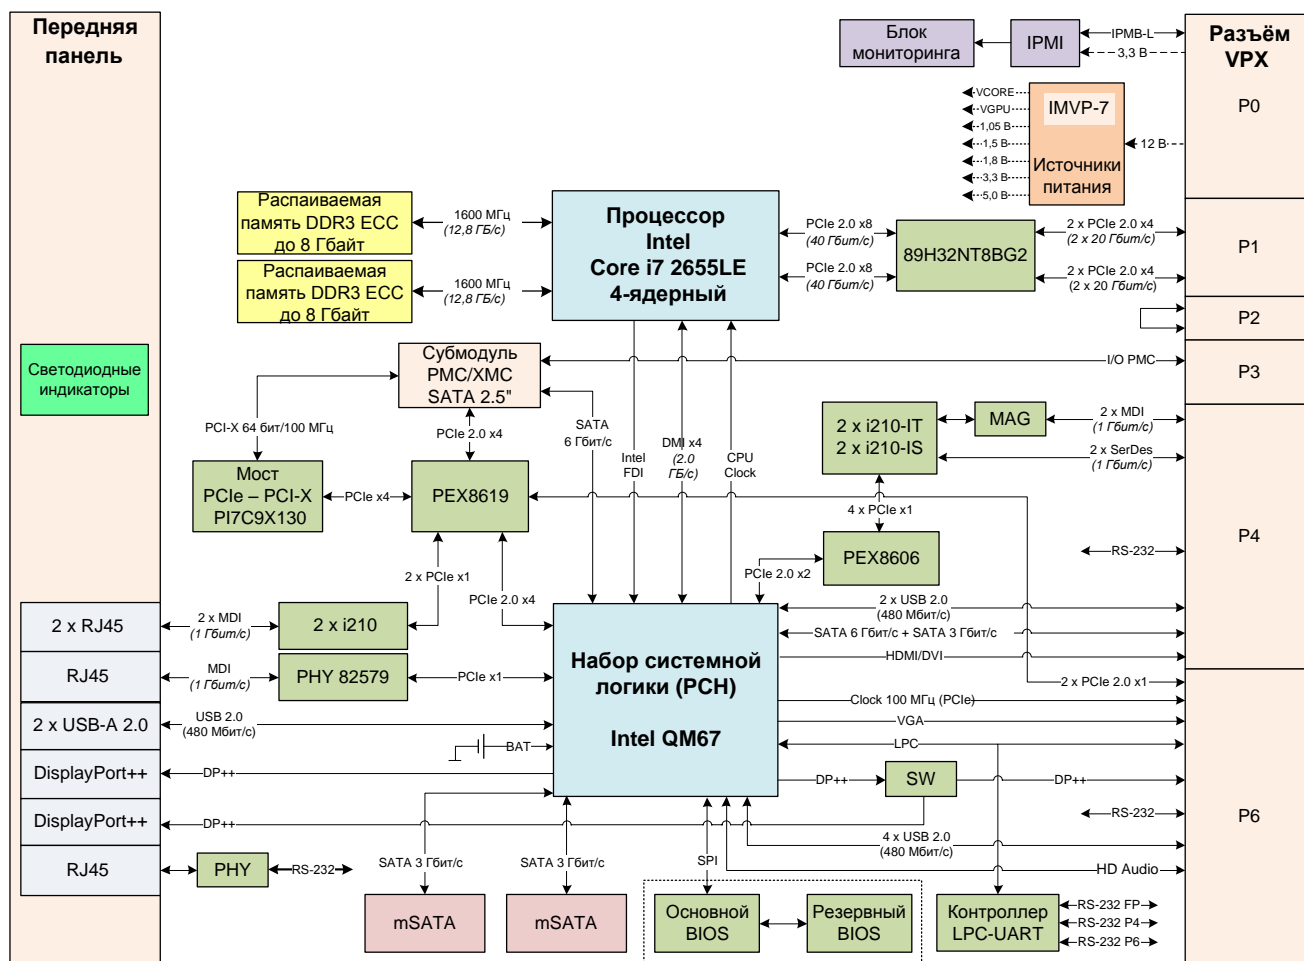 Передняя
панель
Светодиодные
индикаторы
2 x RJ45
RJ45
2 x USB-A 2.0
DisplayPort++
DisplayPort++
RJ45
Блок
мониторинга
IPMI
IPMB-L
3,3 В
Разъём
VPX
P0
VCORE
VGPU
1,05 В
1,5 В
1,8 В
3,3 В
5,0 В
IMVP-7
Источники
питания
12 В
Распаиваемая
память DDR3 ECC
до 8 Гбайт
1600 МГц
(12,8 ГБ/с)
Распаиваемая
память DDR3 ECC
до 8 Гбайт
1600 МГц
(12,8 ГБ/с)
Процессор
Intel
Core i7 2655LE
4-ядерный
PCIe 2.0 x8
(40 Гбит/с)
PCIe 2.0 x8
(40 Гбит/с)
89H32NT8BG2
2 x PCIe 2.0 x4
(2 x 20 Гбит/с)
2 x PCIe 2.0 x4
(2 x 20 Гбит/с)
P1
P2
Субмодуль
PMC/XMC
SATA 2.5"
I/O PMC
P3
PCI-X 64 бит/100 МГц
PCIe 2.0 x4
SATA
6 Гбит/с
Intel
FDI
DMI x4
(2.0
ГБ/с)
CPU
Clock
2 x i210-IT
2 x i210-IS
MAG
2 x MDI
(1 Гбит/с)
2 x SerDes
(1 Гбит/с)
Мост
PCIe – PCI-X
PI7C9X130
PCIe x4
PEX8619
4 x PCIe x1
PEX8606
PCIe 2.0 x2
RS-232
P4
2 x PCIe x1
PCIe 2.0 x4
2 x MDI
(1 Гбит/с)
2 x i210
MDI
(1 Гбит/с)
PHY 82579
PCIe x1
USB 2.0
(480 Мбит/с)
BAT
DP++
DP++
Набор системной
логики (PCH)
Intel QM67
2 x USB 2.0
(480 Мбит/с)
SATA 6 Гбит/с + SATA 3 Гбит/с
HDMI/DVI
2 x PCIe 2.0 x1
Clock 100 МГц (PCIe)
VGA
LPC
DP++
SW
DP++
RS-232
P6
4 x USB 2.0
(480 Мбит/с)
HD Audio
PHY
RS-232
SATA 3 Гбит/с
SATA 3 Гбит/с
SPI
mSATA
mSATA
Основной
BIOS
Резервный
BIOS
Контроллер
LPC-UART
RS-232 FP
RS-232 P4
RS-232 P6